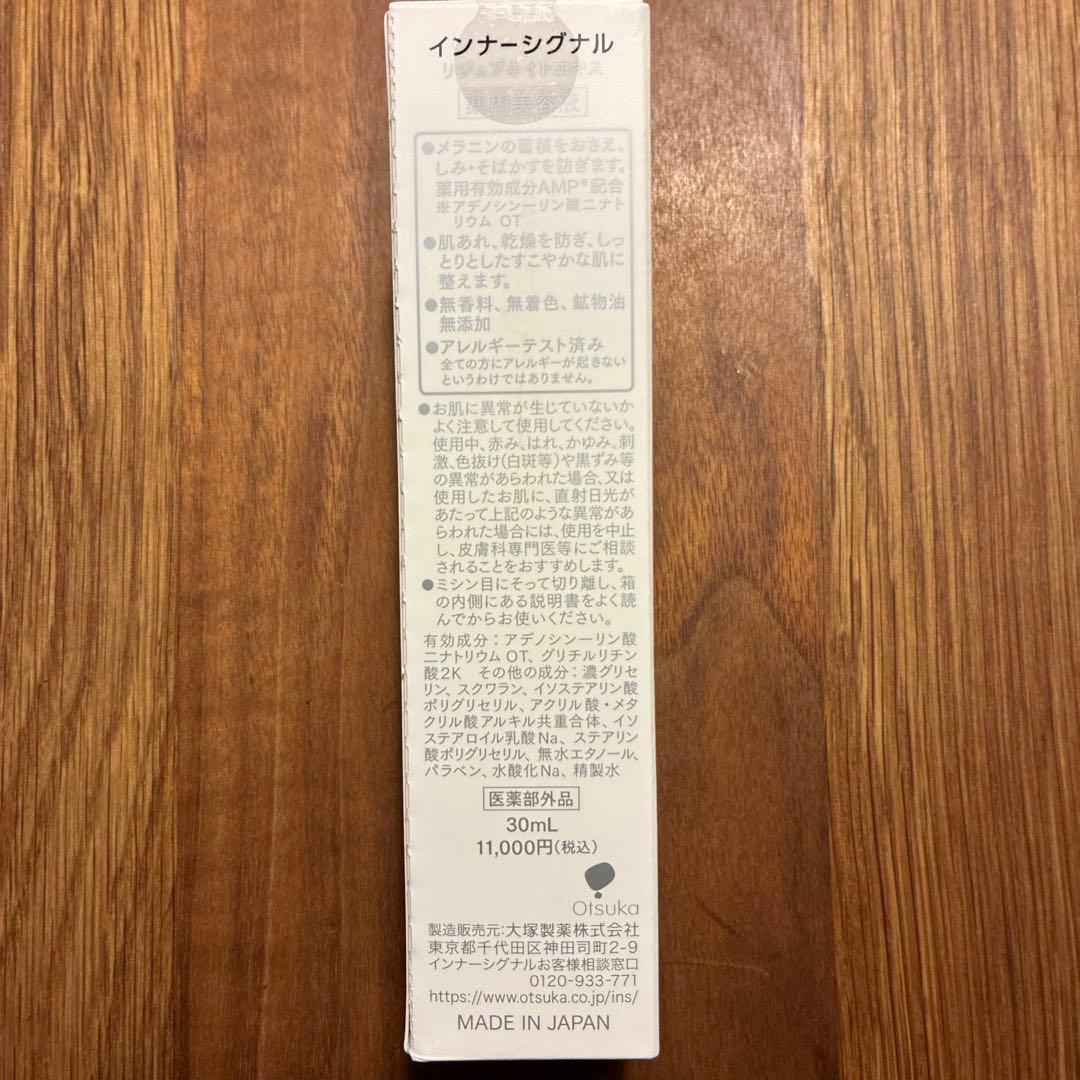 インナーシグナル
リジュブネイトエキス
薬用美容液
●メラニンの蓄積をおさえ、
しみ・そばかすを防ぎます。
薬用有効成分AMP※配合
※アデノシン一リン酸二ナト
リウム OT
●肌あれ、乾燥を防ぎ、しっ
とりとしたすこやかな肌に
整えます。
●無香料、無着色、鉱物油
無添加
●アレルギーテスト済み
全ての方にアレルギーが起きない
というわけではありません。
●お肌に異常が生じていないか
よく注意して使用してください。
使用中、赤み、はれ、かゆみ、刺
激、色抜け(白斑等)や黒ずみ等
の異常があらわれた場合、又は
使用したお肌に、直射日光が
あたって上記のような異常があ
らわれた場合には、使用を中止
し、皮膚科専門医等にご相談
されることをおすすめします。
●ミシン目にそって切り離し、箱
の内側にある説明書をよく読
んでからお使いください。
有効成分：アデノシン一リン酸
二ナトリウム OT、グリチルリチン
酸2K その他の成分：濃グリセ
リン、スクワラン、イソステアリン酸
ポリグリセリル、アクリル酸・メタ
クリル酸アルキル共重合体、イソ
ステアロイル乳酸Na、ステアリン
酸ポリグリセリル、無水エタノール、
パラベン、水酸化Na、精製水
医薬部外品
30mL
11,000円(税込)
Otsuka
製造販売元：大塚製薬株式会社
東京都千代田区神田司町2-9
インナーシグナルお客様相談窓口
0120-933-771
https://www.otsuka.co.jp/ins/
MADE IN JAPAN